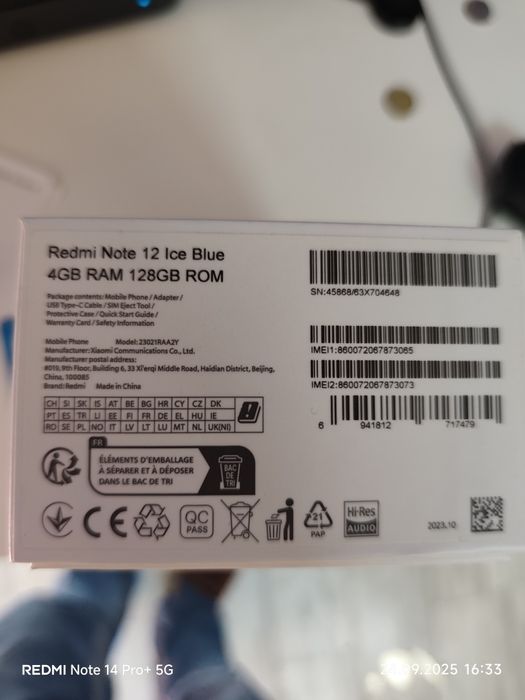 Redmi Note 12 Ice Blue
4GB RAM 128GB ROM
Package contents: Mobile Phone / Adapter /
USB Type-C Cable / SIM Eject Tool /
Protective Case / Quick Start Guide /
Warranty Card / Safety Information
Mobile Phone Model: 23021RAA2Y
Manufacturer: Xiaomi Communications Co., Ltd.
Manufacturer postal address:
#019, 9th Floor, Building 6, 33 Xi'erqi Middle Road, Haidian District, Beijing,
China, 100085
Brand: Redmi Made in China
SN: 45868/63X704648
IMEI1: 860072067873065
IMEI2: 860072067873073
6 941812 717479
CH SI SK IS AT BE BG HR CY CZ DK
PT ES TR LI EE FI FR DE EL HU IE
RO SE PL NO IT LV LT LU MT NL UK(NI)
FR
ÉLÉMENTS D'EMBALLAGE
À SÉPARER ET À DÉPOSER
DANS LE BAC DE TRI
BAC
DE
TRI
CE
QC
PASS
21
PAP
Hi-Res
AUDIO
2023.10
REDMI Note 14 Pro+ 5G
.09.2025 16:33